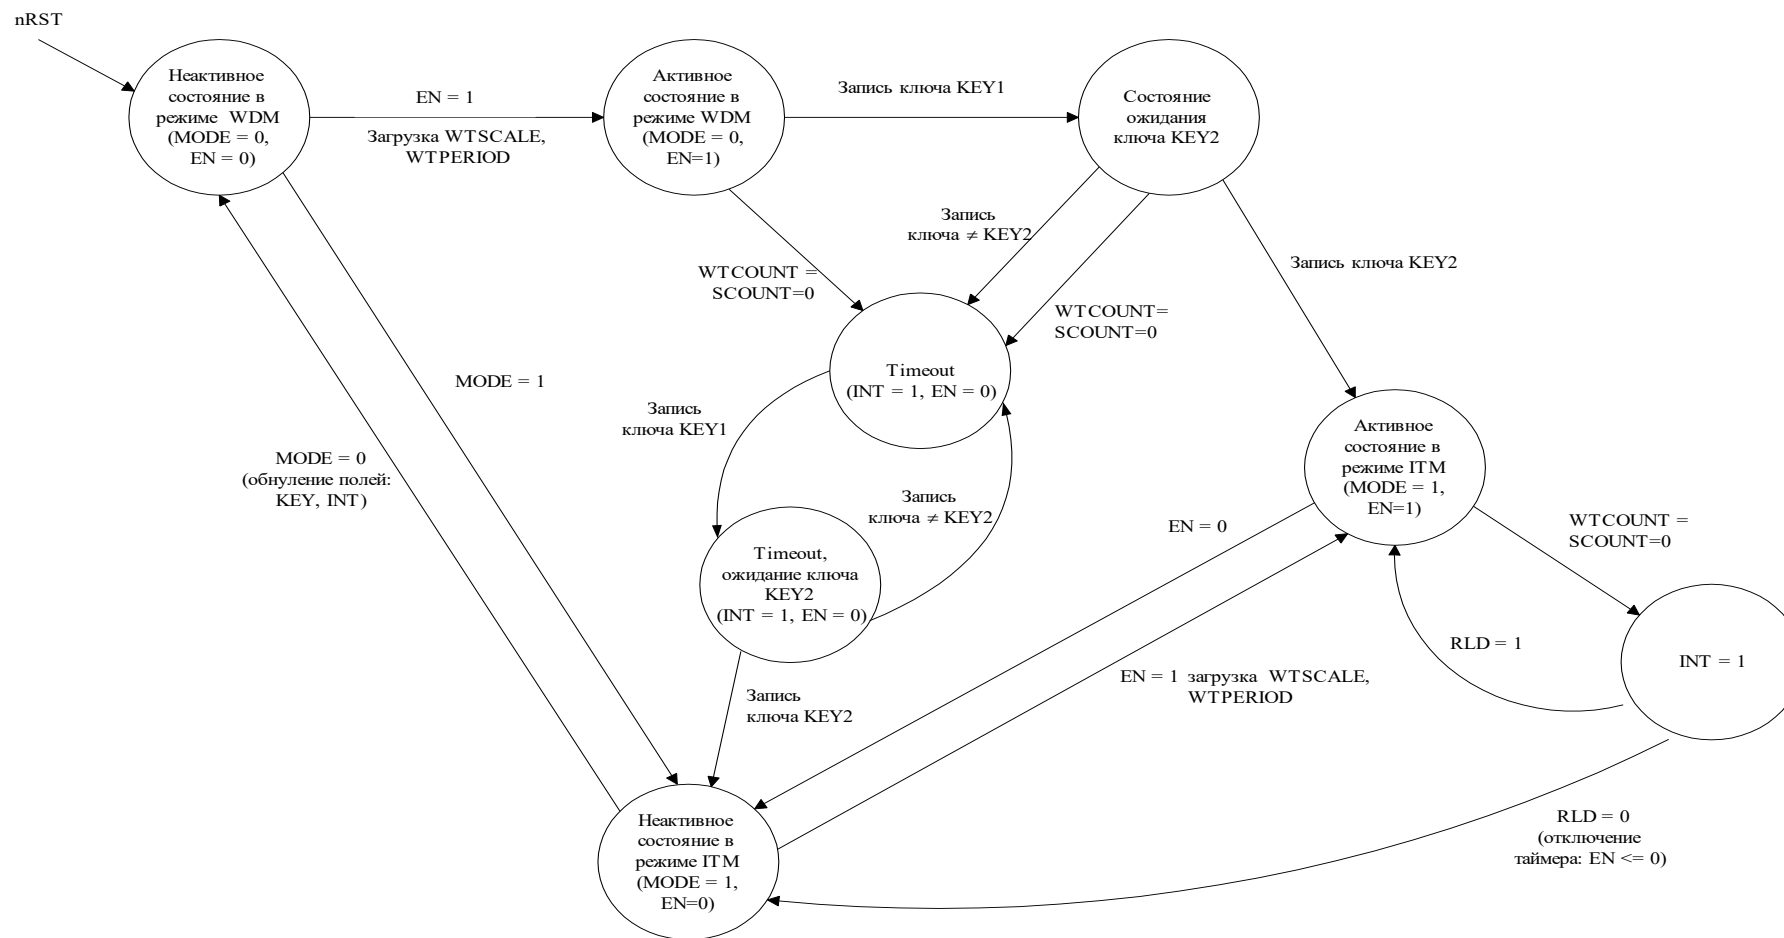 nRST
Неактивное
состояние в
режиме WDM
(MODE = 0,
EN = 0)
EN = 1
Загрузка WTSCALE,
WTPERIOD
Активное
состояние в
режиме WDM
(MODE = 0,
EN=1)
Запись ключа KEY1
Состояние
ожидания
ключа KEY2
Запись
ключа ≠ KEY2
WTCOUNT =
SCOUNT=0
WTCOUNT=
SCOUNT=0
Запись ключа KEY2
Timeout
(INT = 1, EN = 0)
MODE = 1
Запись
ключа KEY1
MODE = 0
(обнуление полей:
KEY, INT)
Запись
ключа ≠ KEY2
Активное
состояние в
режиме ITM
(MODE = 1,
EN=1)
EN = 0
WTCOUNT =
SCOUNT=0
Timeout,
ожидание ключа
KEY2
(INT = 1, EN = 0)
RLD = 1
INT = 1
EN = 1 загрузка WTSCALE,
WTPERIOD
Запись
ключа KEY2
Неактивное
состояние в
режиме ITM
(MODE = 1,
EN=0)
RLD = 0
(отключение
таймера: EN <= 0)